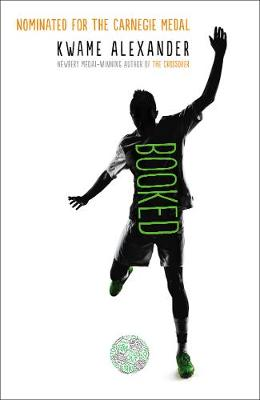 NOMINATED FOR THE CARNEGIE MEDAL
KWAME ALEXANDER
NEWBERY MEDAL-WINNING AUTHOR OF THE CROSSOVER
BOOKED